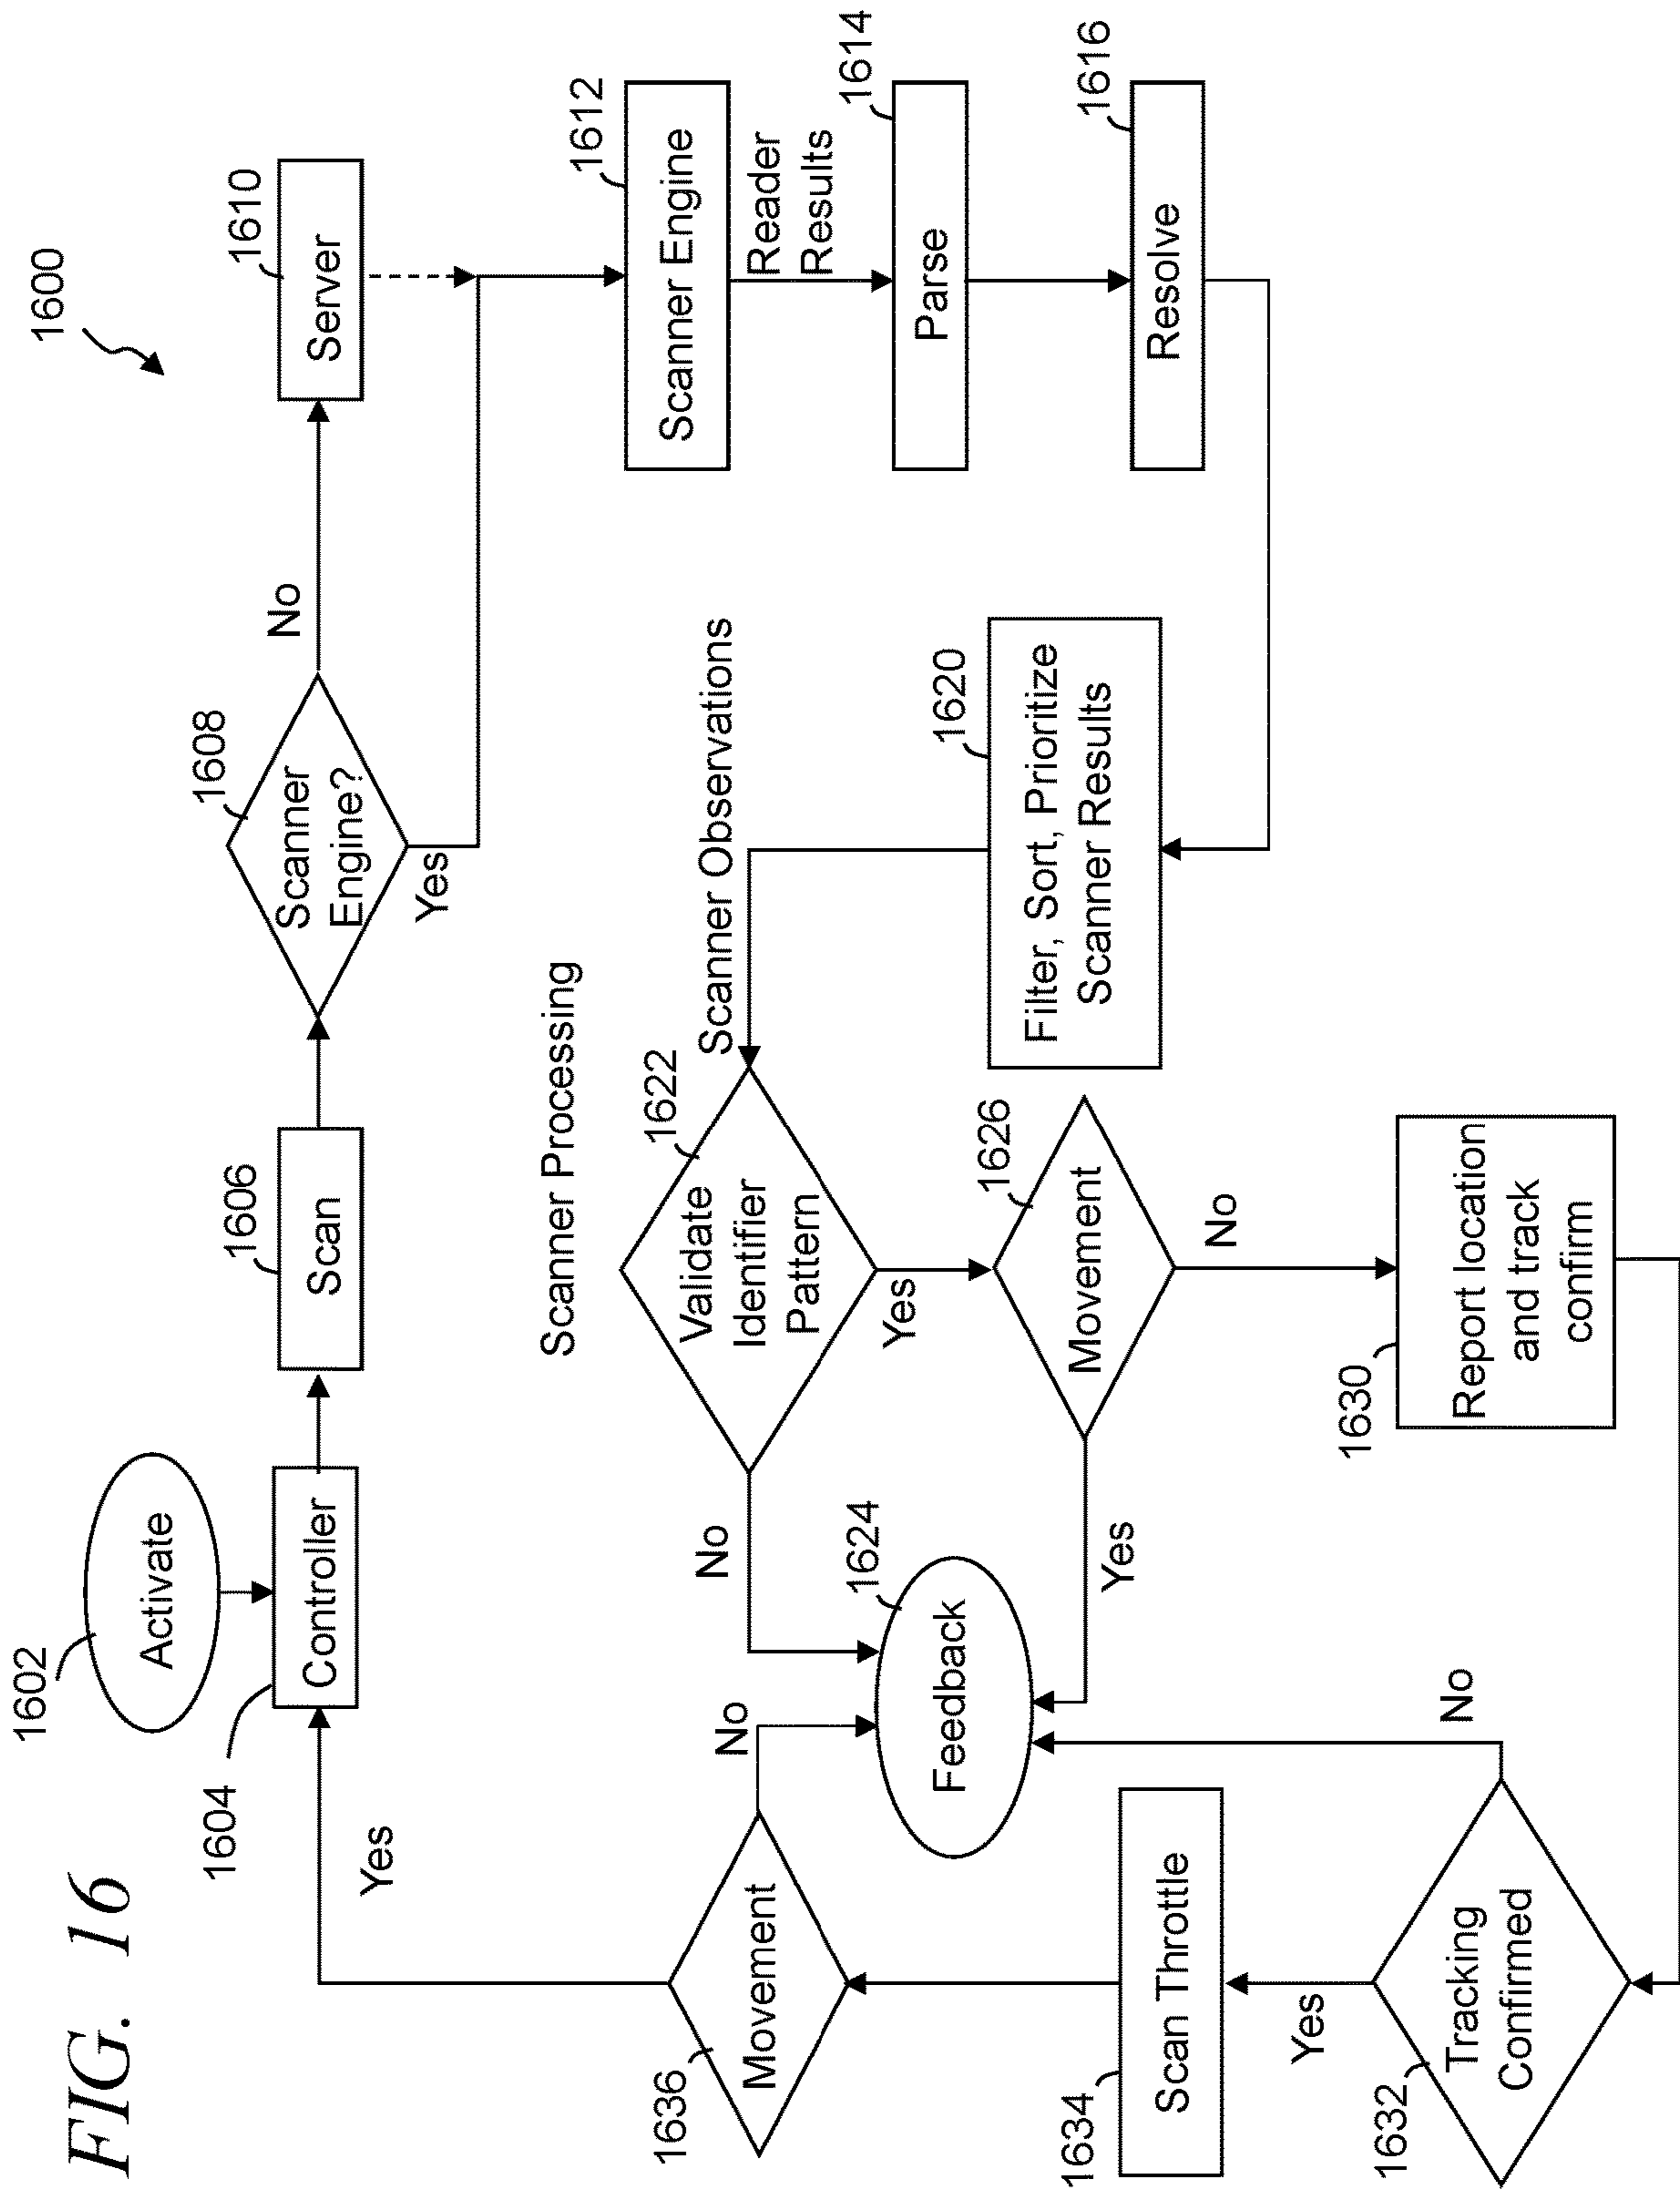 FIG. 16
1600
1602
Activate
1604
Controller
Yes
1606
Scan
1608
Scanner
Engine?
No
Yes
1610
Server
1612
Scanner Engine
Reader
Results
1614
Parse
1616
Resolve
1620
Filter, Sort, Prioritize
Scanner Results
Scanner Observations
Scanner Processing
1622
Validate
Identifier
Pattern
No
Yes
1624
Feedback
1626
Movement
Yes
No
1630
Report location
and track
confirm
1632
Tracking
Confirmed
No
Yes
1634
Scan Throttle
1636
Movement
No